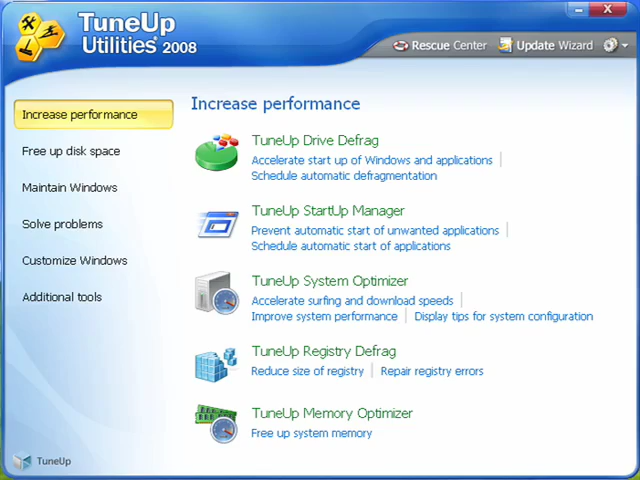 TuneUp
Utilities® 2008
Rescue Center
Update Wizard
Increase performance
Free up disk space
Maintain Windows
Solve problems
Customize Windows
Additional tools
Increase performance
TuneUp Drive Defrag
Accelerate start up of Windows and applications
Schedule automatic defragmentation
TuneUp StartUp Manager
Prevent automatic start of unwanted applications
Schedule automatic start of applications
TuneUp System Optimizer
Accelerate surfing and download speeds
Improve system performance | Display tips for system configuration
TuneUp Registry Defrag
Reduce size of registry | Repair registry errors
TuneUp Memory Optimizer
Free up system memory
TuneUp